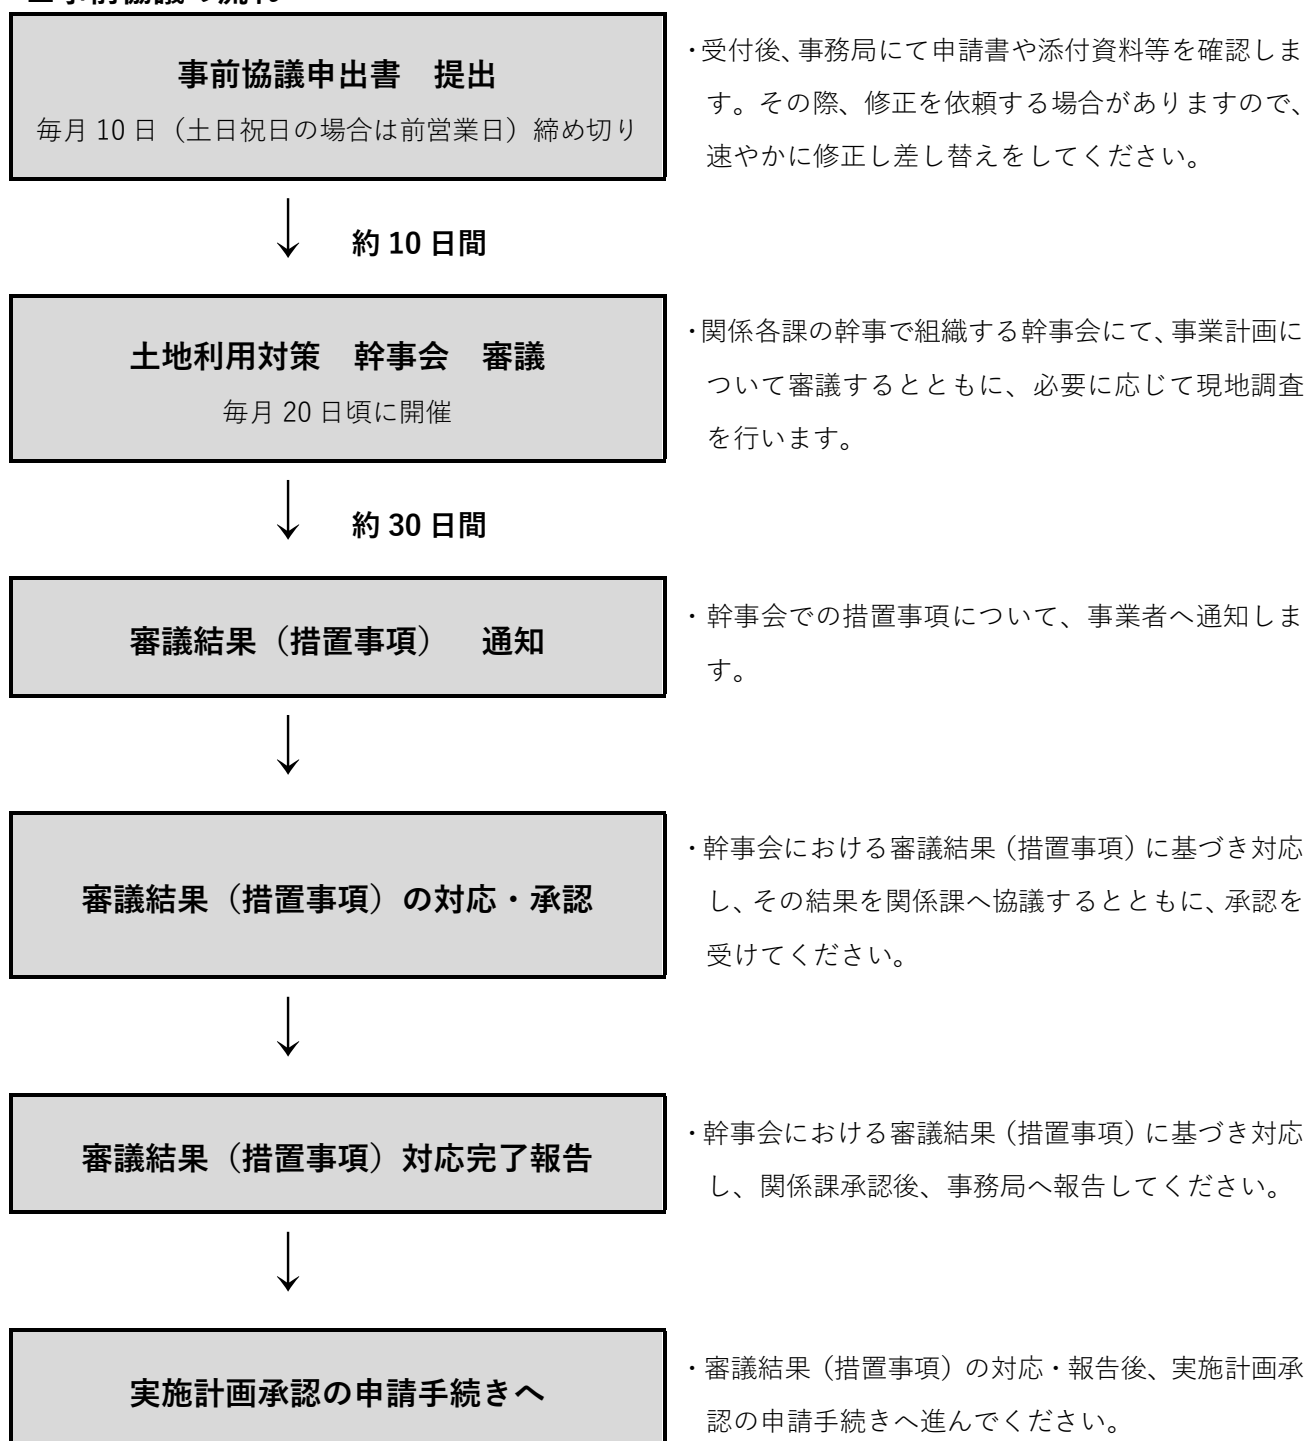 事前協議申出書　提出
毎月 10 日（土日祝日の場合は前営業日）締め切り
・受付後、事務局にて申請書や添付資料等を確認しま
す。その際、修正を依頼する場合がありますので、
速やかに修正し差し替えをしてください。
↓ 約 10 日間
土地利用対策　幹事会　審議
毎月 20 日頃に開催
・関係各課の幹事で組織する幹事会にて、事業計画に
ついて審議するとともに、必要に応じて現地調査
を行います。
↓ 約 30 日間
審議結果（措置事項）　通知
・幹事会での措置事項について、事業者へ通知しま
す。
↓
審議結果（措置事項）の対応・承認
・幹事会における審議結果（措置事項）に基づき対応
し、その結果を関係課へ協議するとともに、承認を
受けてください。
↓
審議結果（措置事項）対応完了報告
・幹事会における審議結果（措置事項）に基づき対応
し、関係課承認後、事務局へ報告してください。
↓
実施計画承認の申請手続きへ
・審議結果（措置事項）の対応・報告後、実施計画承
認の申請手続きへ進んでください。